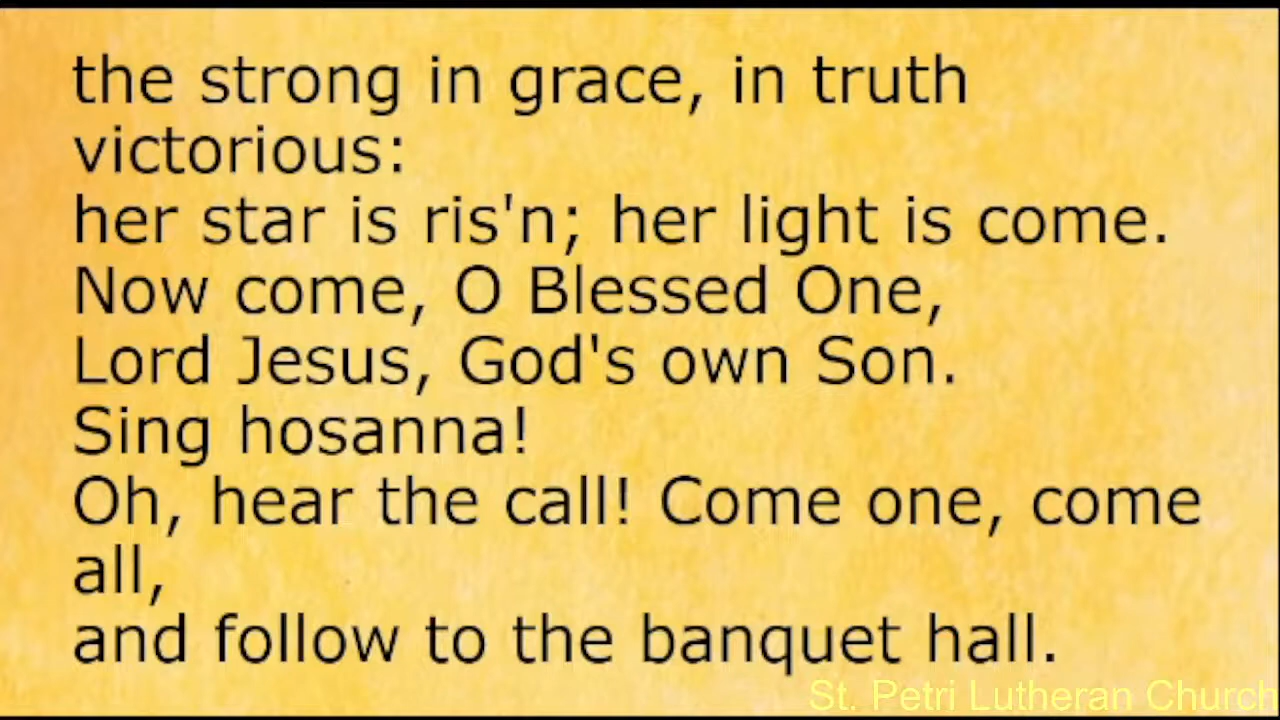 the strong in grace, in truth
victorious:
her star is ris'n; her light is come.
Now come, O Blessed One,
Lord Jesus, God's own Son.
Sing hosanna!
Oh, hear the call! Come one, come
all,
and follow to the banquet hall.
St. Petri Lutheran Church